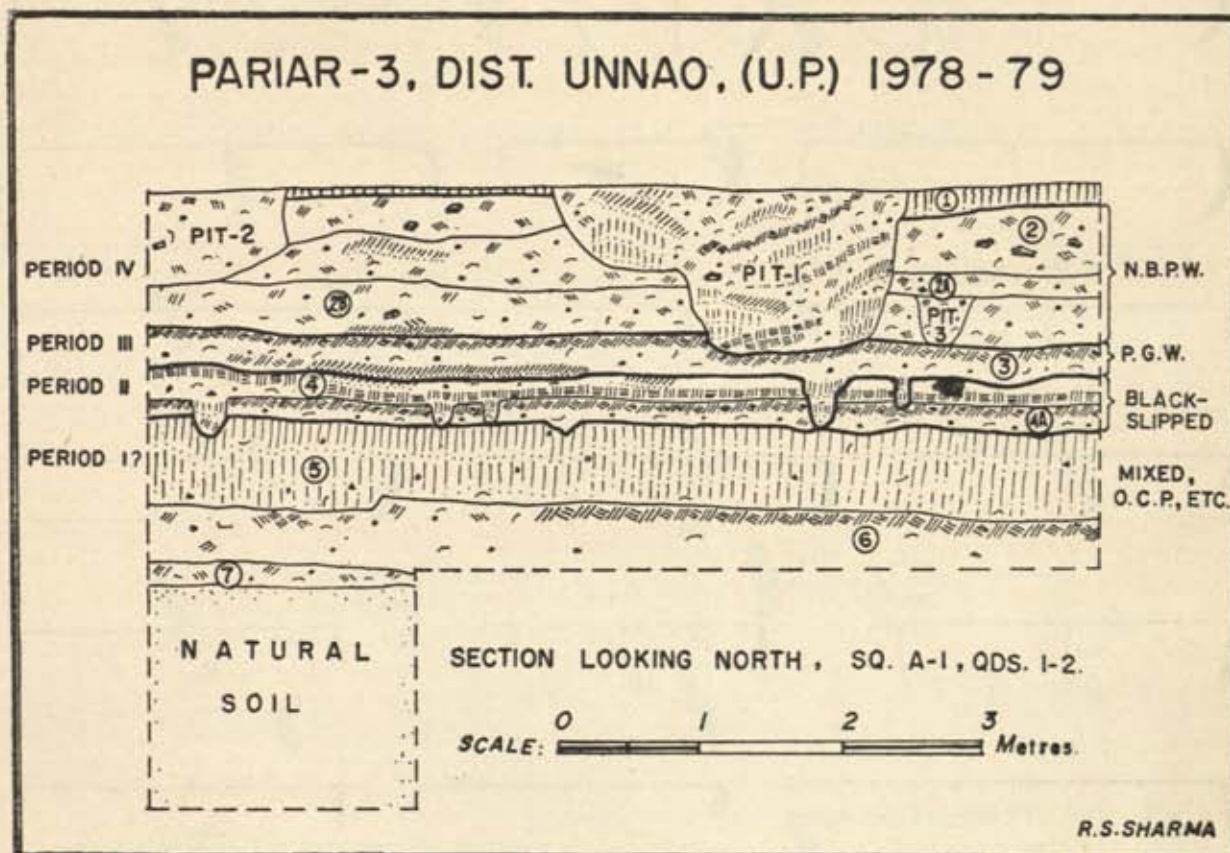 PARIAR-3, DIST. UNNAO, (U.P.) 1978-79
1
PIT-2
2
PIT-1
PERIOD IV
N.B.P.W.
2A
2B
PIT-
3
PERIOD III
P.G.W.
3
PERIOD II
4
BLACK-
SLIPPED
4A
PERIOD I?
5
MIXED,
O.C.P., ETC.
6
7
NATURAL
SOIL
SECTION LOOKING NORTH, SQ. A-1, QDS. 1-2.
0 1 2 3
SCALE: Metres.
R.S.SHARMA